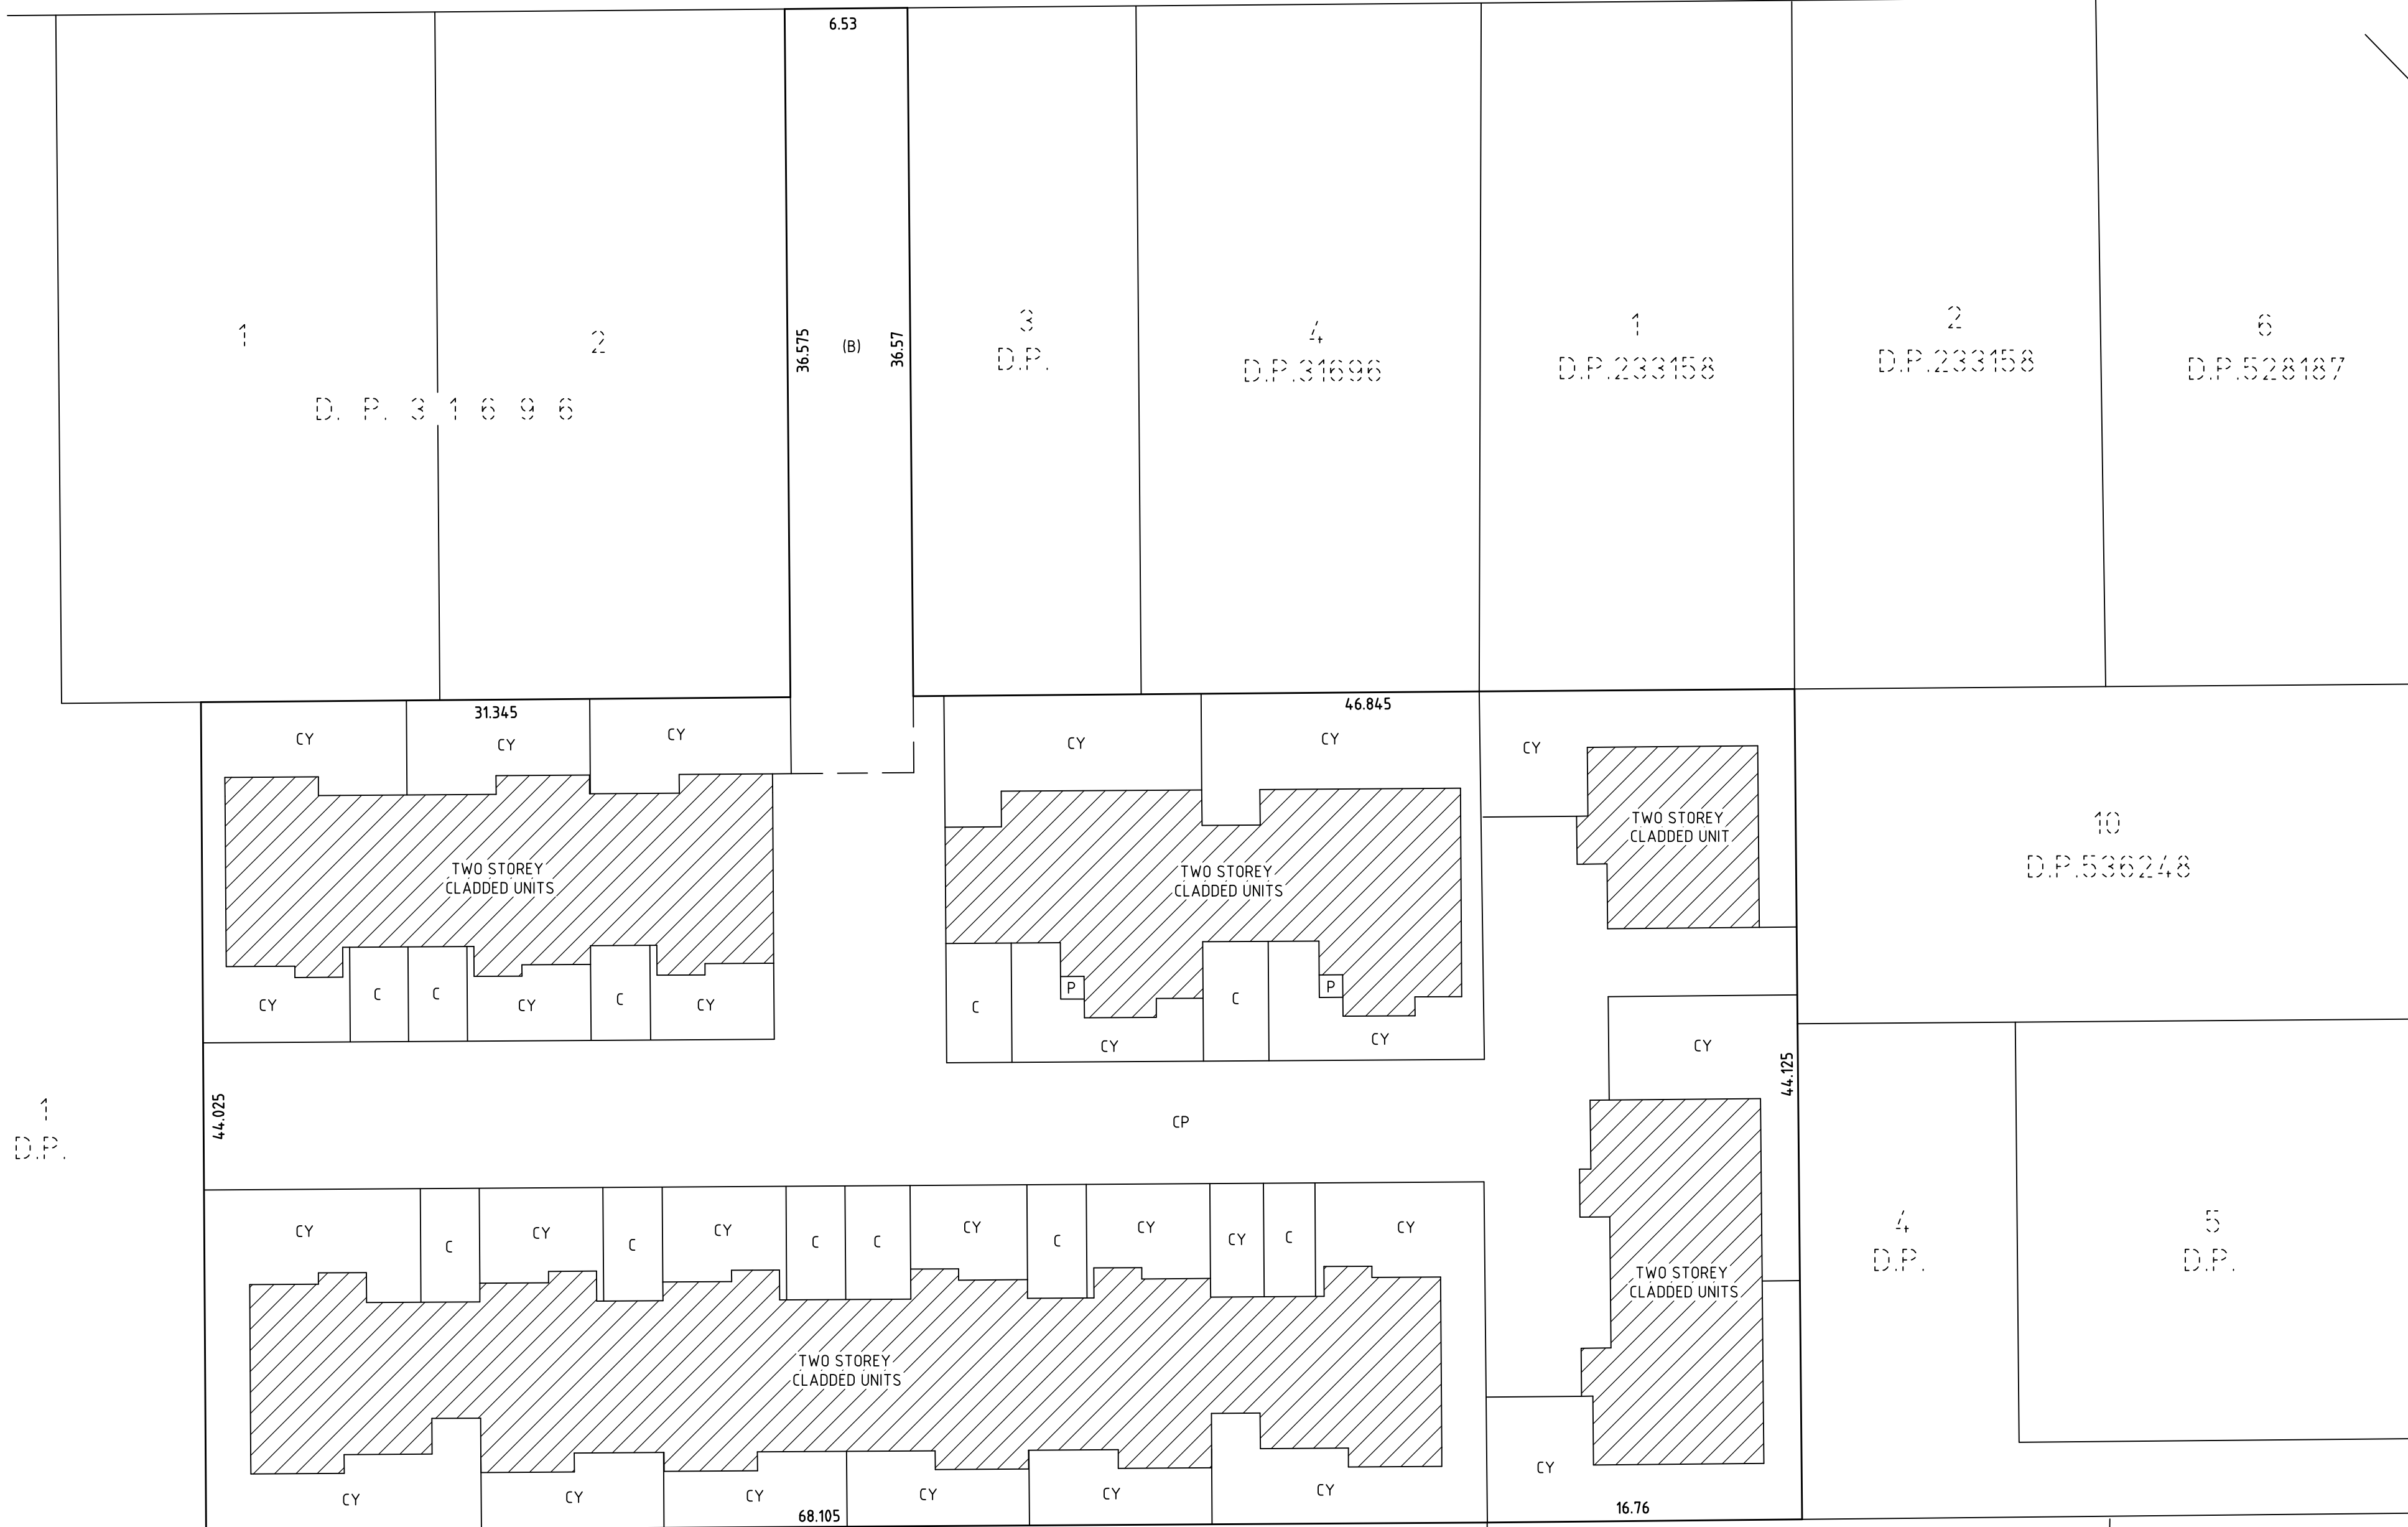 6.53
1
2
D. P. 3 1 6 9 6
36.575
(B)
36.57
3
D.P.
4
D.P.31696
1
D.P.233158
2
D.P.233158
6
D.P.528187
31.345
46.845
CY
CY
CY
CY
CY
CY
TWO STOREY
CLADDED UNITS
TWO STOREY
CLADDED UNITS
TWO STOREY
CLADDED UNIT
10
D.P.536248
CY
C
C
CY
C
CY
C
P
CY
C
P
CY
CY
44.025
44.125
1
D.P.
CP
CY
C
CY
C
CY
C
C
CY
C
CY
CY
C
CY
4
D.P.
5
D.P.
TWO STOREY
CLADDED UNITS
TWO STOREY
CLADDED UNITS
CY
CY
CY
CY
CY
CY
CY
68.105
16.76